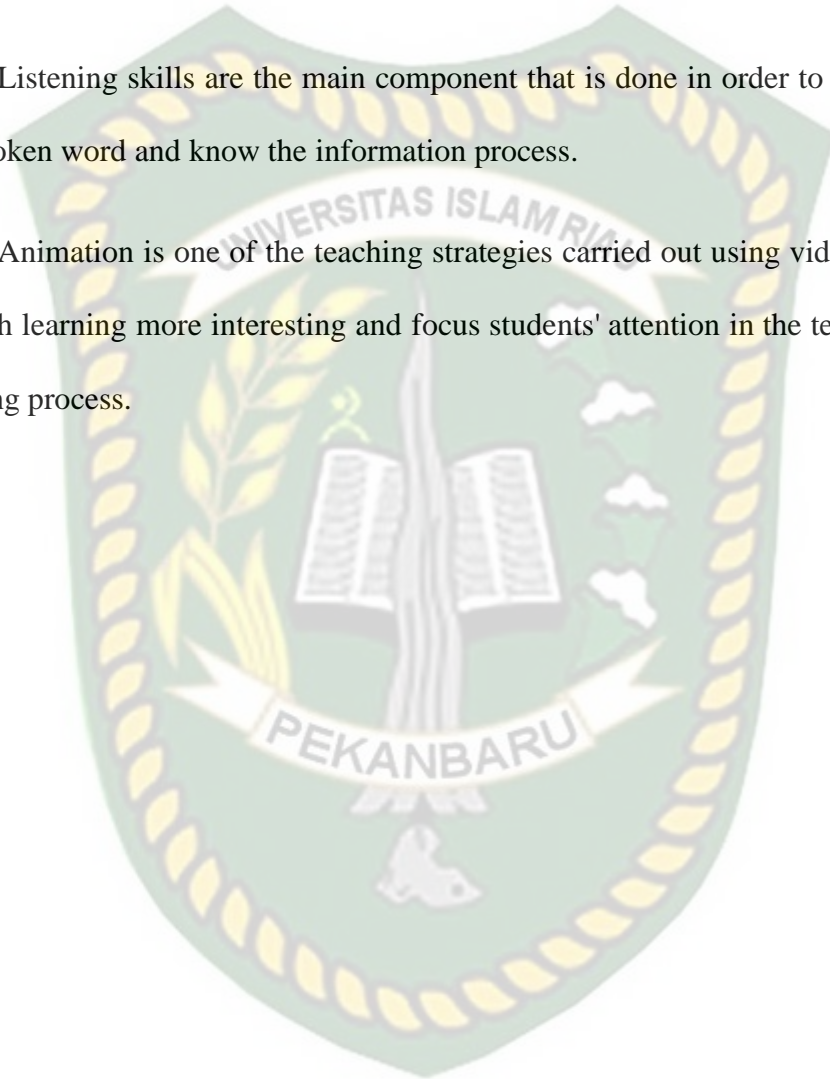 Listening skills are the main component that is done in order to
oken word and know the information process.
UNIVERSITAS ISLAM RIAU
Animation is one of the teaching strategies carried out using vid
h learning more interesting and focus students' attention in the te
ng process.
PEKANBARU